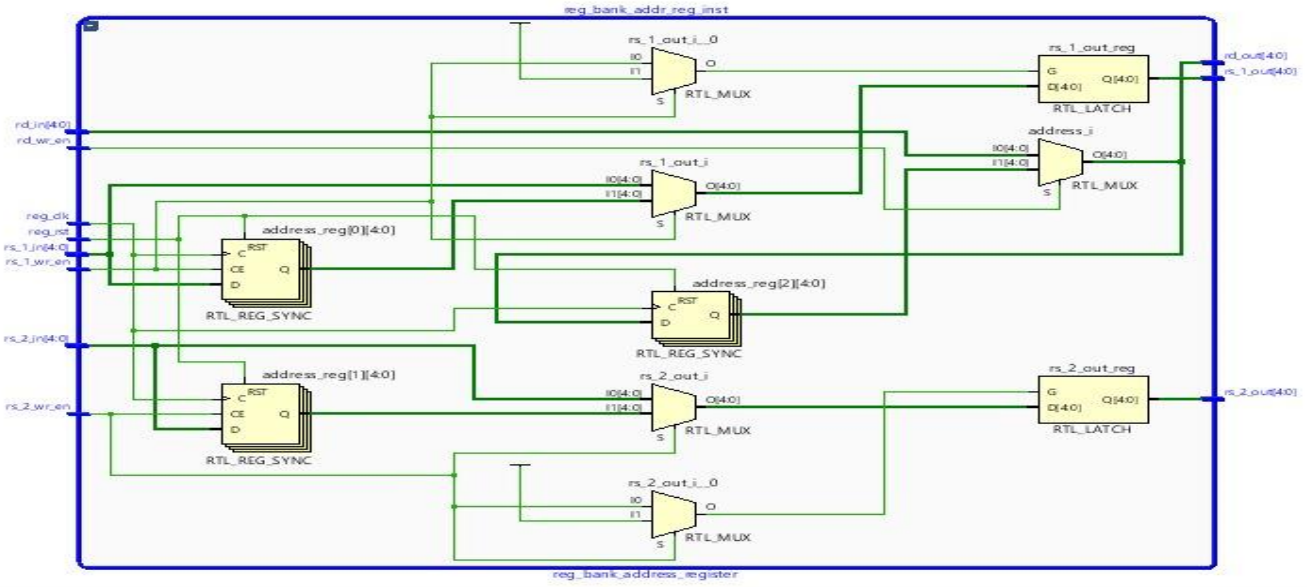 reg_bank_addr_reg_inst
rs_1_out_i__0
I0
I1
O
S
RTL_MUX
rs_1_out_reg
G
D[4:0]
Q[4:0]
RTL_LATCH
rd_out[4:0]
rs_1_out[4:0]
rd_in[4:0]
rd_wr_en
address_i
I0[4:0]
I1[4:0]
O[4:0]
S
RTL_MUX
rs_1_out_i
I0[4:0]
I1[4:0]
O[4:0]
S
RTL_MUX
reg_clk
reg_rst
rs_1_in[4:0]
rs_1_wr_en
address_reg[0][4:0]
RST
C
CE
D
Q
RTL_REG_SYNC
address_reg[2][4:0]
RST
C
D
Q
RTL_REG_SYNC
rs_2_in[4:0]
rs_2_wr_en
address_reg[1][4:0]
RST
C
CE
D
Q
RTL_REG_SYNC
rs_2_out_i
I0[4:0]
I1[4:0]
O[4:0]
S
RTL_MUX
rs_2_out_reg
G
D[4:0]
Q[4:0]
RTL_LATCH
rs_2_out[4:0]
rs_2_out_i__0
I0
I1
O
S
RTL_MUX
reg_bank_address_register